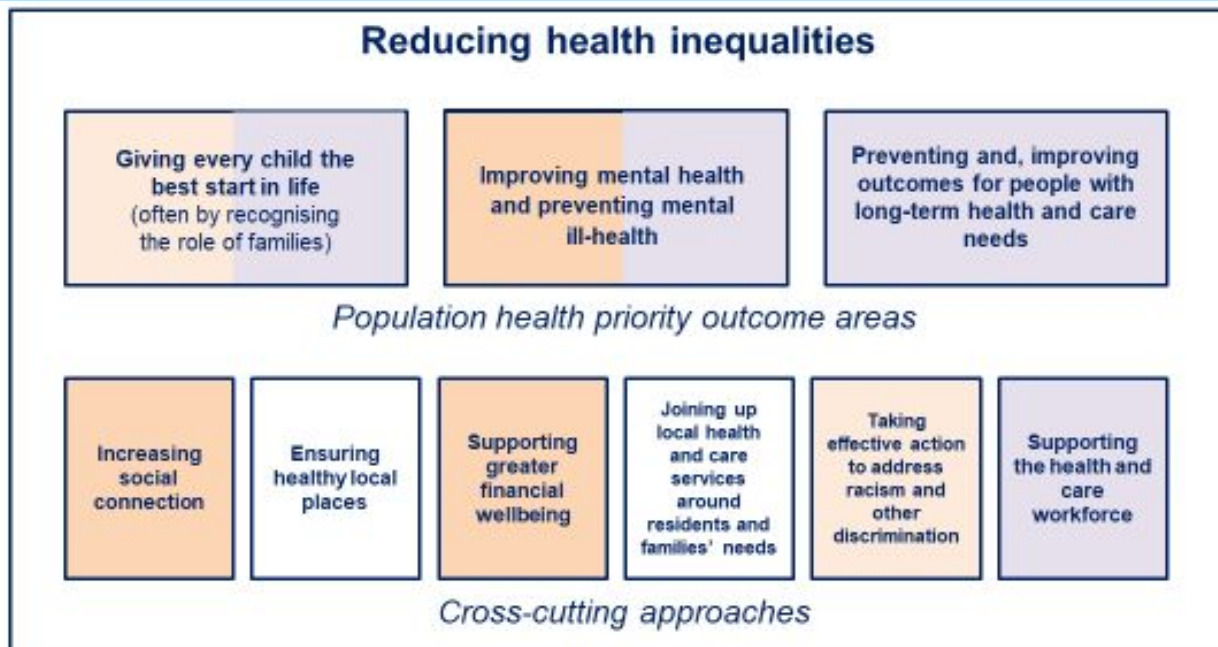 Reducing health inequalities
Giving every child the
best start in life
(often by recognising
the role of families)
Improving mental health
and preventing mental
ill-health
Preventing and, improving
outcomes for people with
long-term health and care
needs
Population health priority outcome areas
Increasing
social
connection
Ensuring
healthy local
places
Supporting
greater
financial
wellbeing
Joining up
local health
and care
services
around
residents and
families' needs
Taking
effective action
to address
racism and
other
discrimination
Supporting
the health and
care
workforce
Cross-cutting approaches